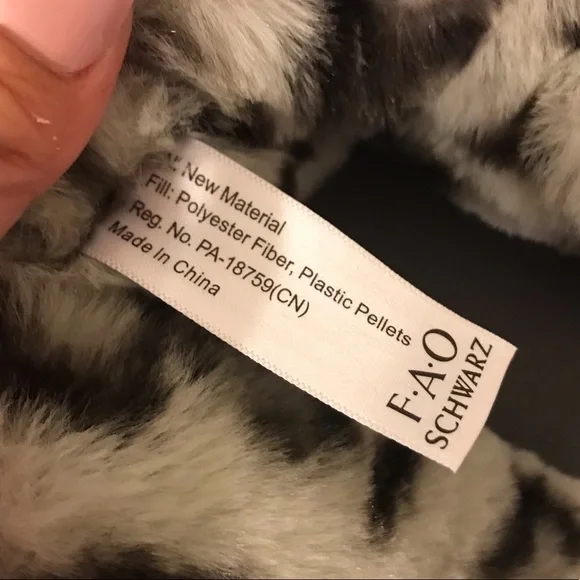 New Material
Fill: Polyester Fiber, Plastic Pellets
Reg. No. PA-18759(CN)
Made In China
F·A·O
SCHWARZ